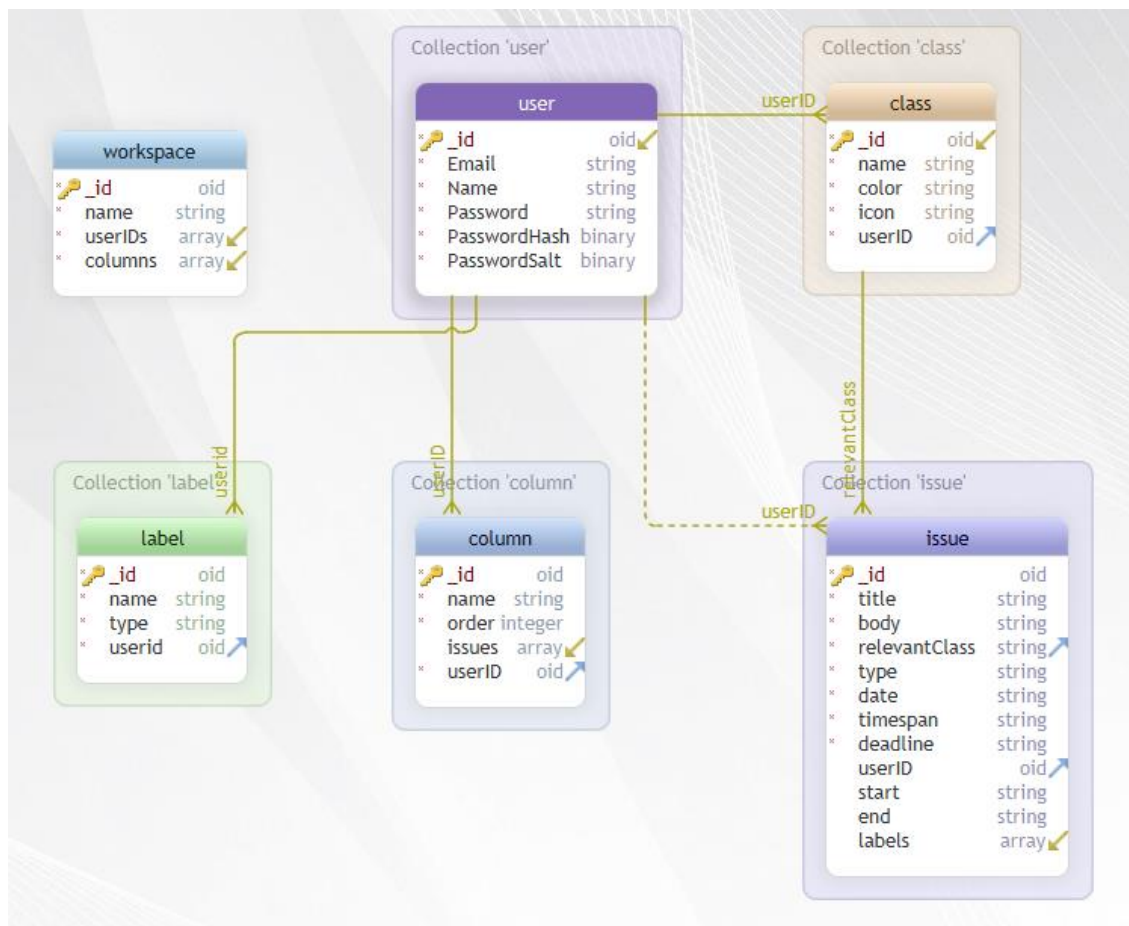 Collection 'user'
user
_id oid
Email string
Name string
Password string
PasswordHash binary
PasswordSalt binary
userID
Collection 'class'
class
_id oid
name string
color string
icon string
userID oid
workspace
_id oid
name string
userIDs array
columns array
userid
userID
userID
relevantClass
Collection 'label'
label
_id oid
name string
type string
userid oid
Collection 'column'
column
_id oid
name string
order integer
issues array
userID oid
Collection 'issue'
issue
_id oid
title string
body string
relevantClass string
type string
date string
timespan string
deadline string
userID oid
start string
end string
labels array